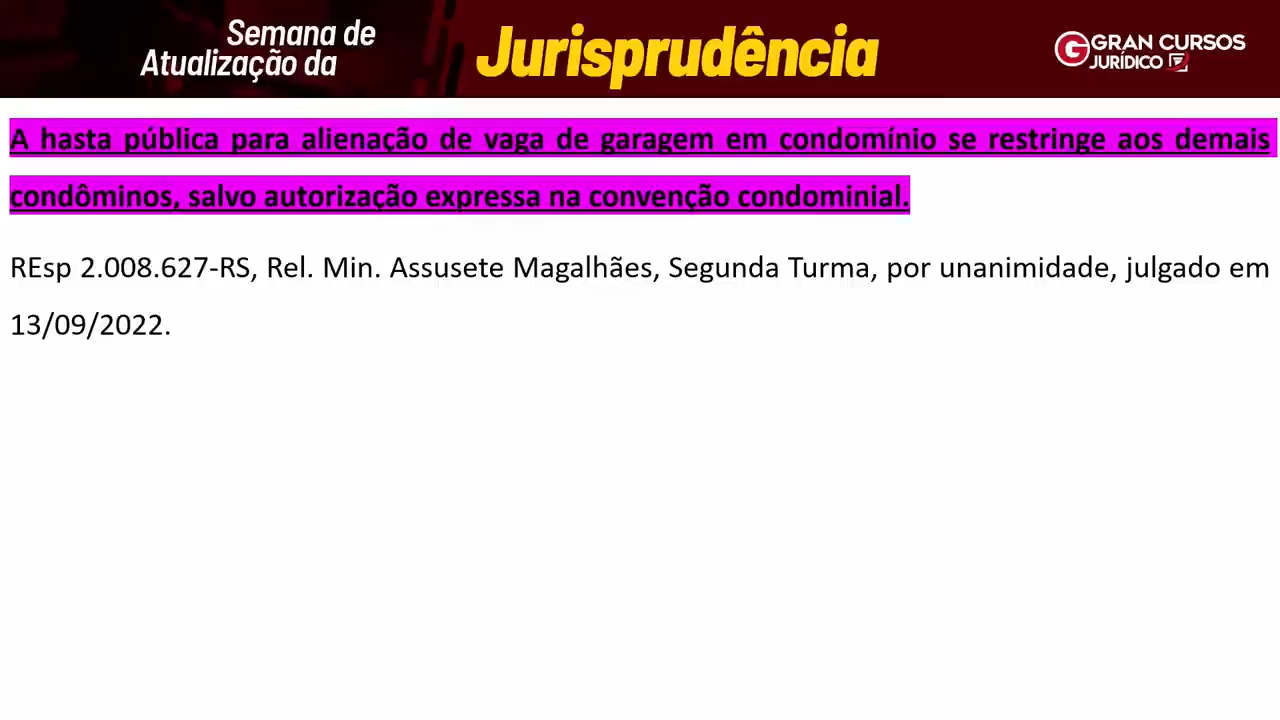 Semana de
Atualização da
Jurisprudência
GRAN CURSOS
JURÍDICO
A hasta pública para alienação de vaga de garagem em condomínio se restringe aos demais
condôminos, salvo autorização expressa na convenção condominial.
REsp 2.008.627-RS, Rel. Min. Assusete Magalhães, Segunda Turma, por unanimidade, julgado em
13/09/2022.